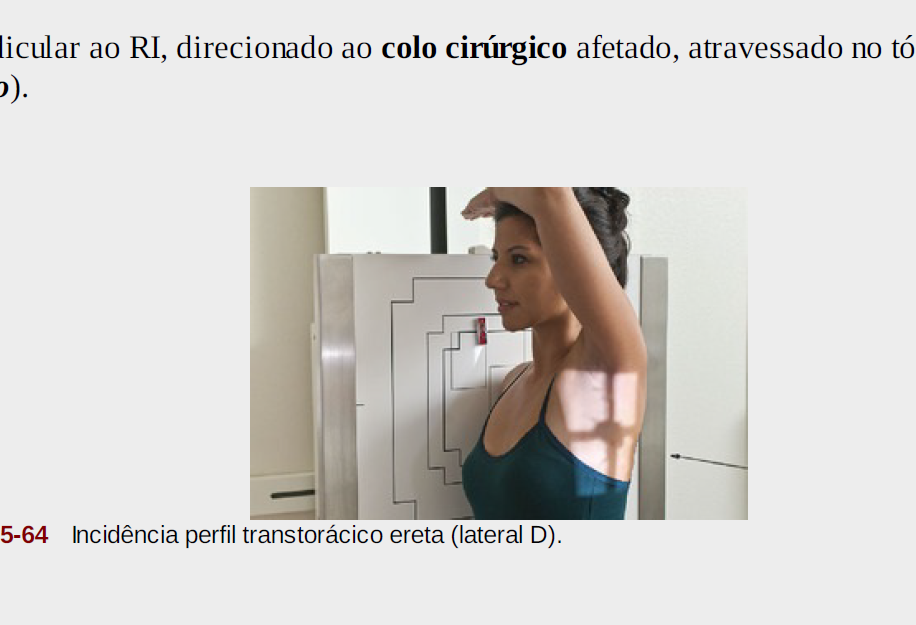 licular ao RI, direcionado ao colo cirúrgico afetado, atravessado no tó
o).
5-64 Incidência perfil transtorácico ereta (lateral D).